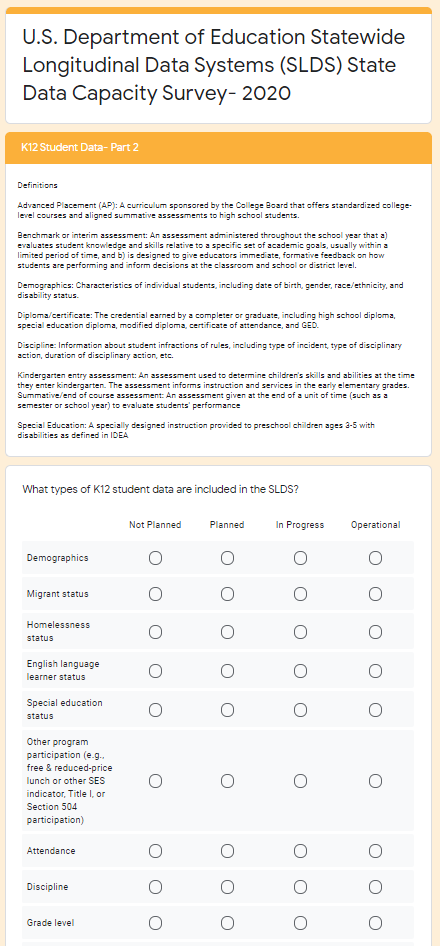 U.S. Department of Education Statewide
Longitudinal Data Systems (SLDS) State
Data Capacity Survey- 2020
K12 Student Data- Part 2
Definitions
Advanced Placement (AP): A curriculum sponsored by the College Board that offers standardized college-
level courses and aligned summative assessments to high school students.
Benchmark or interim assessment: An assessment administered throughout the school year that a)
evaluates student knowledge and skills relative to a specific set of academic goals, usually within a
limited period of time, and b) is designed to give educators immediate, formative feedback on how
students are performing and inform decisions at the classroom and school or district level.
Demographics: Characteristics of individual students, including date of birth, gender, race/ethnicity, and
disability status.
Diploma/certificate: The credential earned by a completer or graduate, including high school diploma,
special education diploma, modified diploma, certificate of attendance, and GED.
Discipline: Information about student infractions of rules, including type of incident, type of disciplinary
action, duration of disciplinary action, etc.
Kindergarten entry assessment: An assessment used to determine children's skills and abilities at the time
they enter kindergarten. The assessment informs instruction and services in the early elementary grades.
Summative/end of course assessment: An assessment given at the end of a unit of time (such as a
semester or school year) to evaluate students' performance
Special Education: A specially designed instruction provided to preschool children ages 3-5 with
disabilities as defined in IDEA
What types of K12 student data are included in the SLDS?
Not Planned Planned In Progress Operational
Demographics
Migrant status
Homelessness
status
English language
learner status
Special education
status
Other program
participation (e.g.,
free & reduced-price
lunch or other SES
indicator, Title I, or
Section 504
participation)
Attendance
Discipline
Grade level